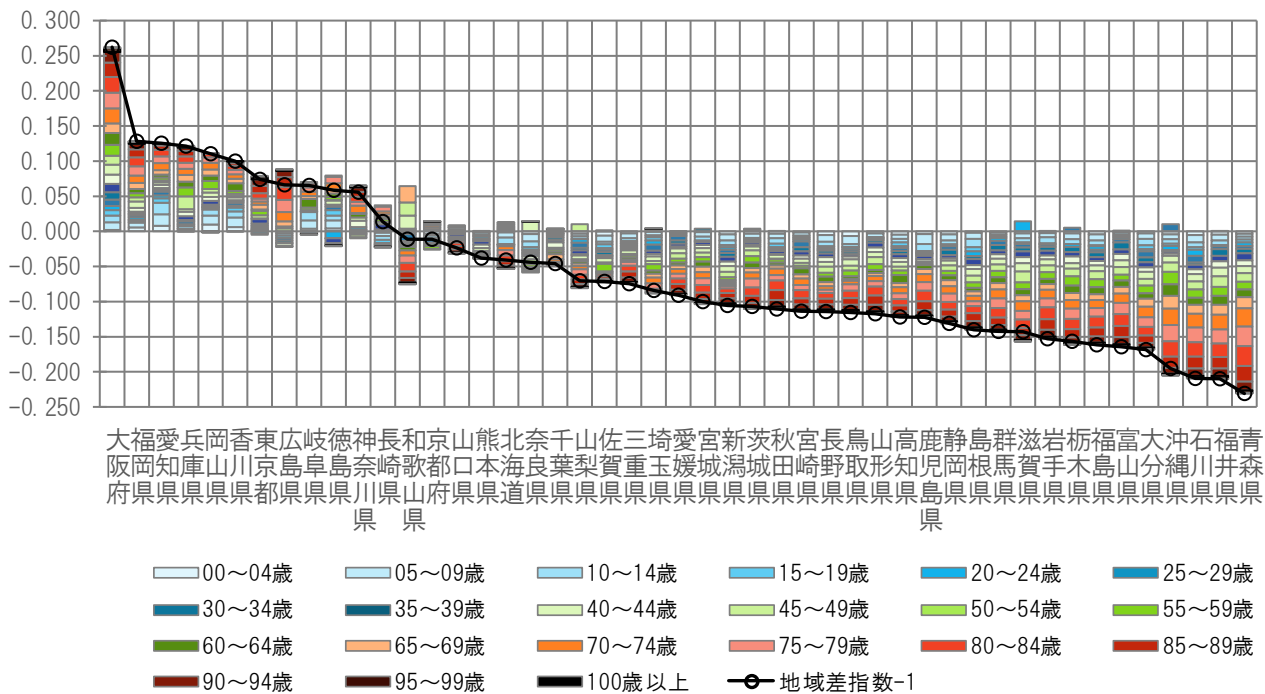 0.300
0.250
0.200
0.150
0.100
0.050
0.000
-0.050
-0.100
-0.150
-0.200
-0.250
大阪府
福岡県
愛知県
兵庫県
岡山県
香川県
東京都
広島県
岐阜県
徳島県
神奈川県
長崎県
和歌山県
京都府
山口県
熊本県
北海道
奈良県
千葉県
山梨県
佐賀県
三重県
埼玉県
愛媛県
宮城県
新潟県
茨城県
秋田県
宮崎県
長野県
鳥取県
山形県
高知県
鹿児島県
静岡県
島根県
群馬県
滋賀県
岩手県
栃木県
福島県
富山県
大分県
沖縄県
石川県
福井県
青森県
00～04歳 05～09歳 10～14歳 15～19歳 20～24歳 25～29歳
30～34歳 35～39歳 40～44歳 45～49歳 50～54歳 55～59歳
60～64歳 65～69歳 70～74歳 75～79歳 80～84歳 85～89歳
90～94歳 95～99歳 100歳以上 地域差指数-1